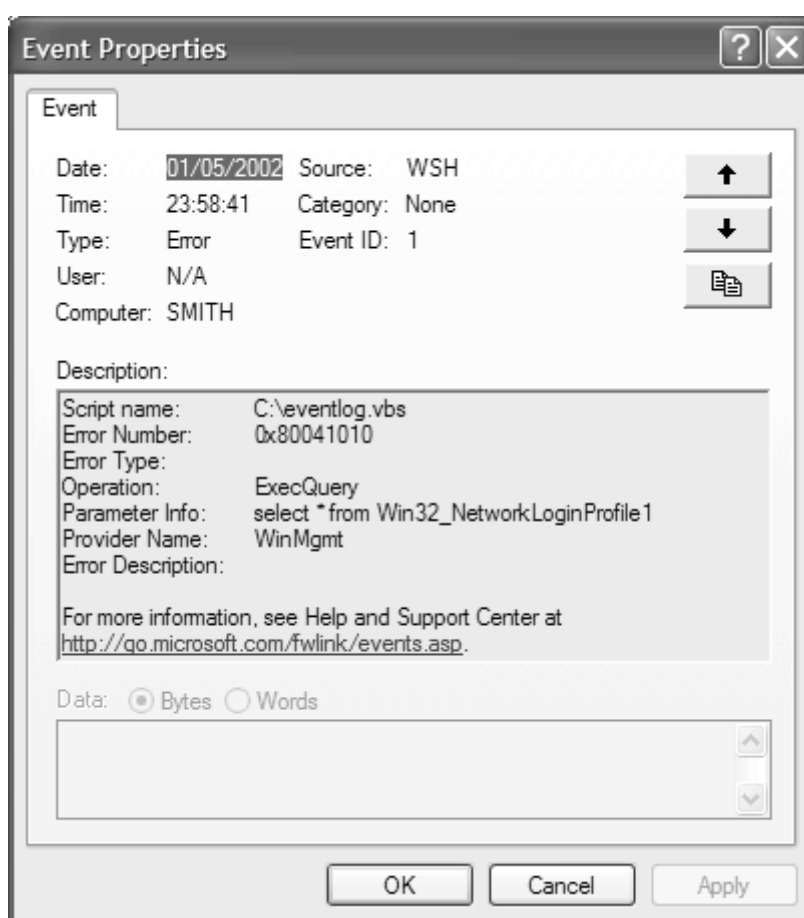 Event Properties
Event
Date: 01/05/2002 Source: WSH
Time: 23:58:41 Category: None
Type: Error Event ID: 1
User: N/A
Computer: SMITH
Description:
Script name: C:\eventlog.vbs
Error Number: 0x80041010
Error Type:
Operation: ExecQuery
Parameter Info: select * from Win32_NetworkLoginProfile1
Provider Name: WinMgmt
Error Description:
For more information, see Help and Support Center at
http://go.microsoft.com/fwlink/events.asp.
Data: Bytes Words
OK Cancel Apply